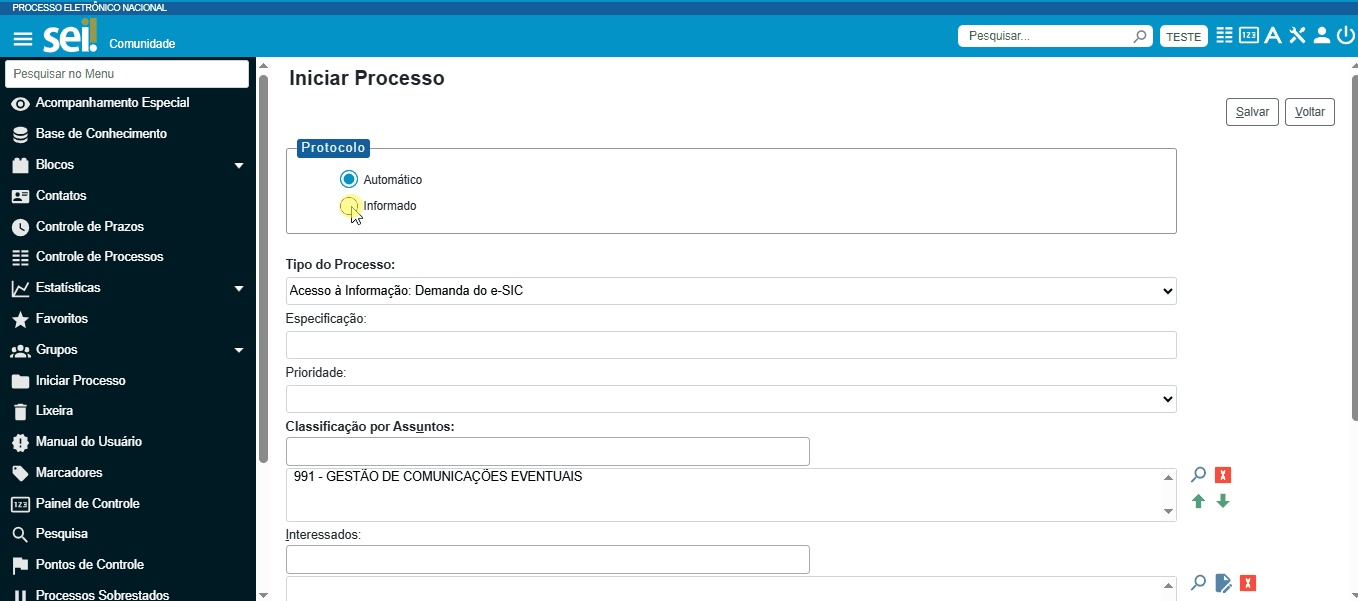 PROCESSO ELETRÔNICO NACIONAL
sei! Comunidade
Pesquisar...
TESTE
123
A
Pesquisar no Menu
Acompanhamento Especial
Base de Conhecimento
Blocos
Contatos
Controle de Prazos
Controle de Processos
Estatísticas
Favoritos
Grupos
Iniciar Processo
Lixeira
Manual do Usuário
Marcadores
123 Painel de Controle
Pesquisa
Pontos de Controle
Processos Sobrestados
Iniciar Processo
Salvar
Voltar
Protocolo
Automático
Informado
Tipo do Processo:
Acesso à Informação: Demanda do e-SIC
Especificação:
Prioridade:
Classificação por Assuntos:
991 - GESTÃO DE COMUNICAÇÕES EVENTUAIS
Interessados: